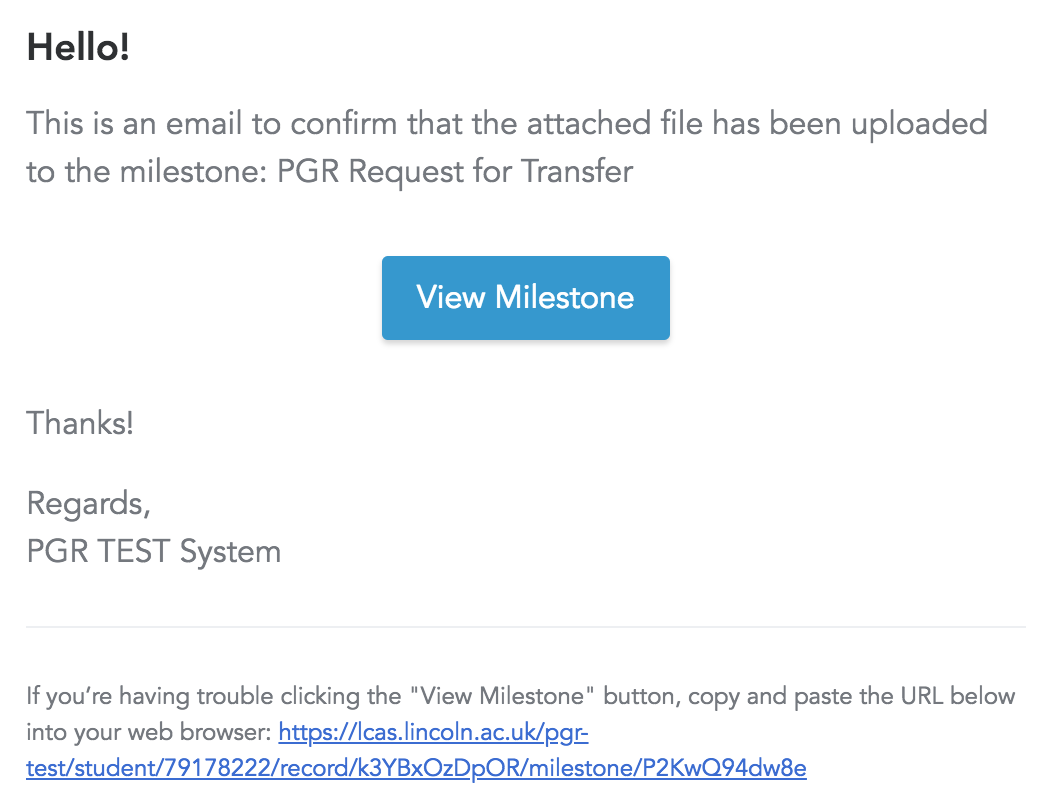 Hello!
This is an email to confirm that the attached file has been uploaded
to the milestone: PGR Request for Transfer
View Milestone
Thanks!
Regards,
PGR TEST System
If you’re having trouble clicking the "View Milestone" button, copy and paste the URL below
into your web browser: https://lcas.lincoln.ac.uk/pgr-
test/student/79178222/record/k3YBxOzDpOR/milestone/P2KwQ94dw8e